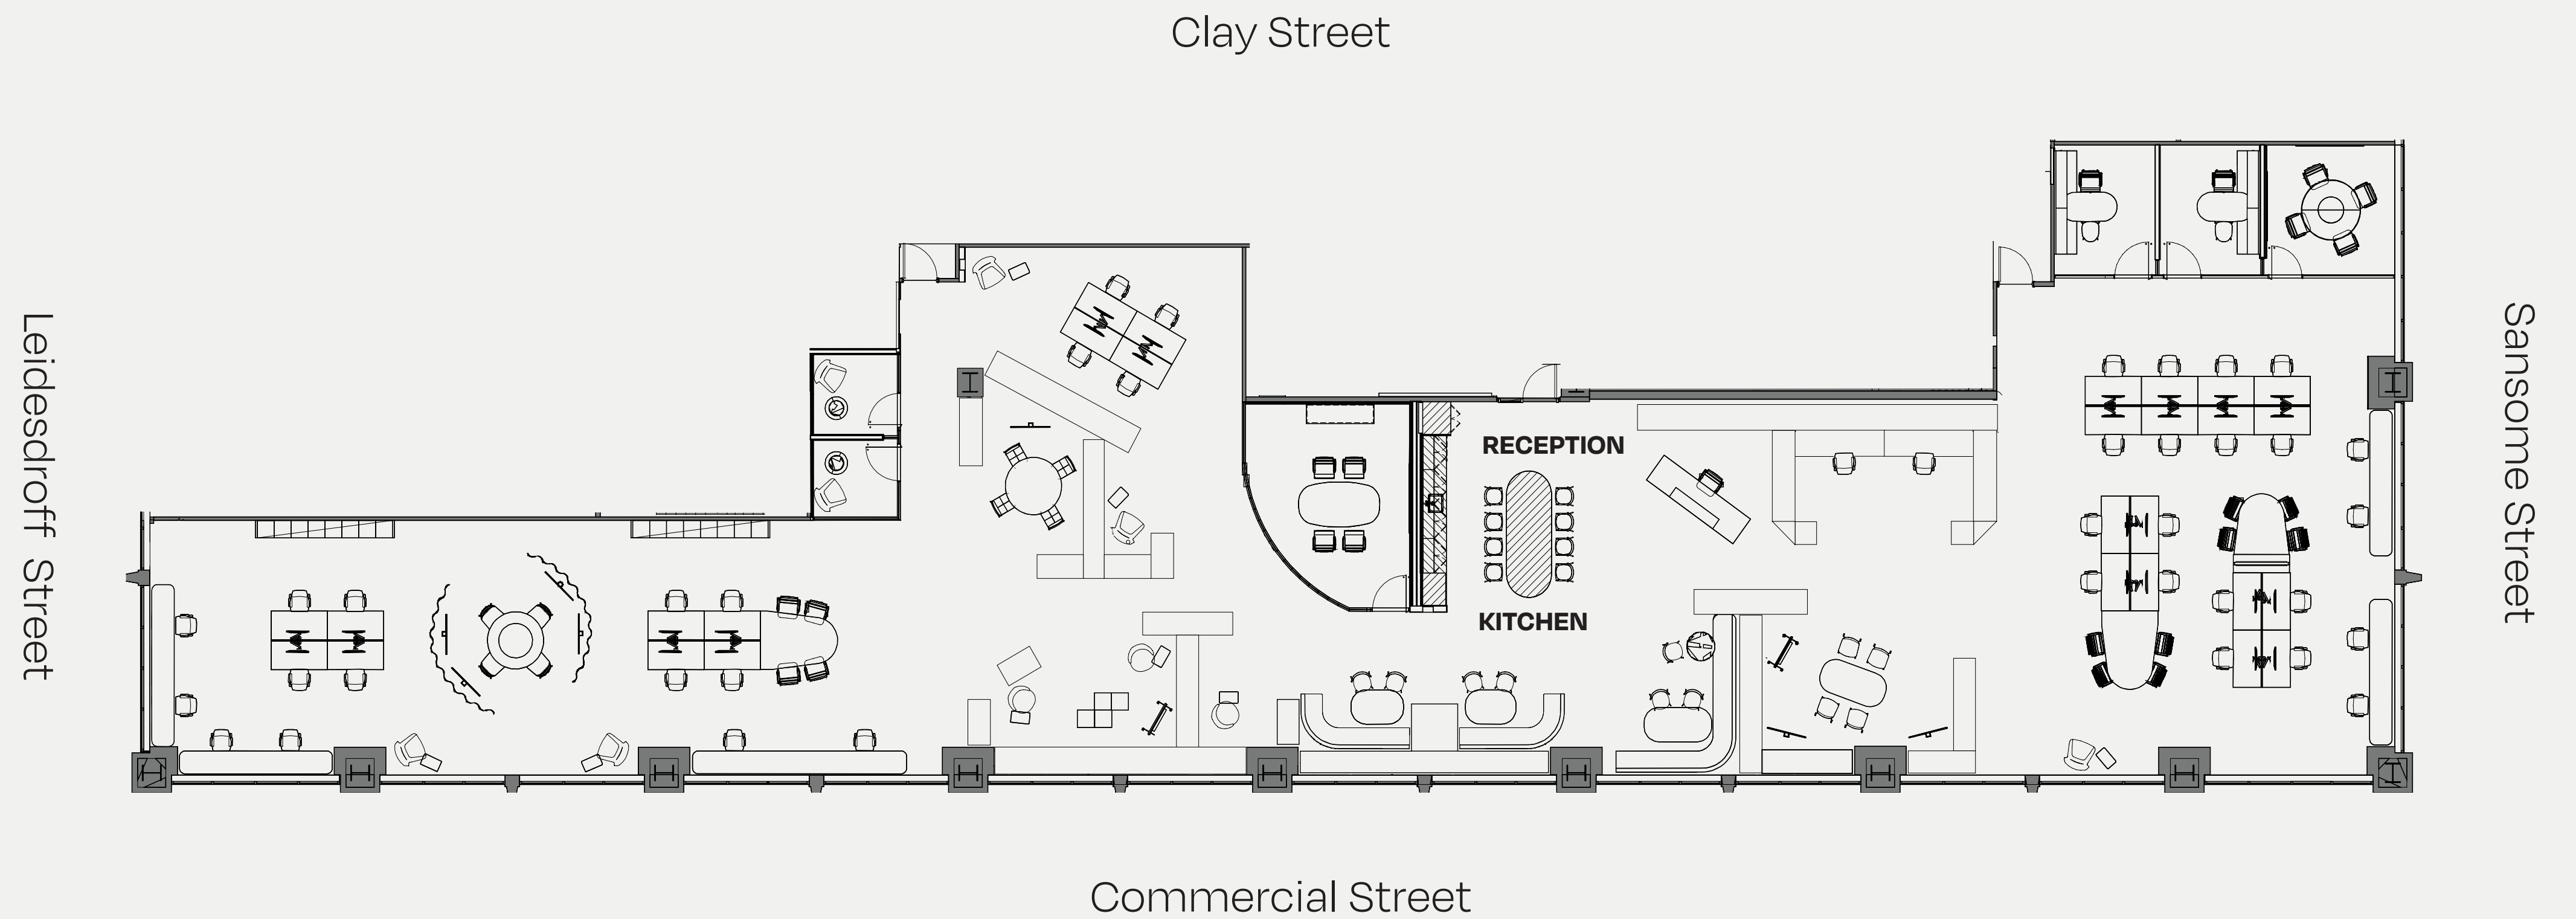 Clay Street
Leidesdroff Street
Sansome Street
RECEPTION
KITCHEN
Commercial Street